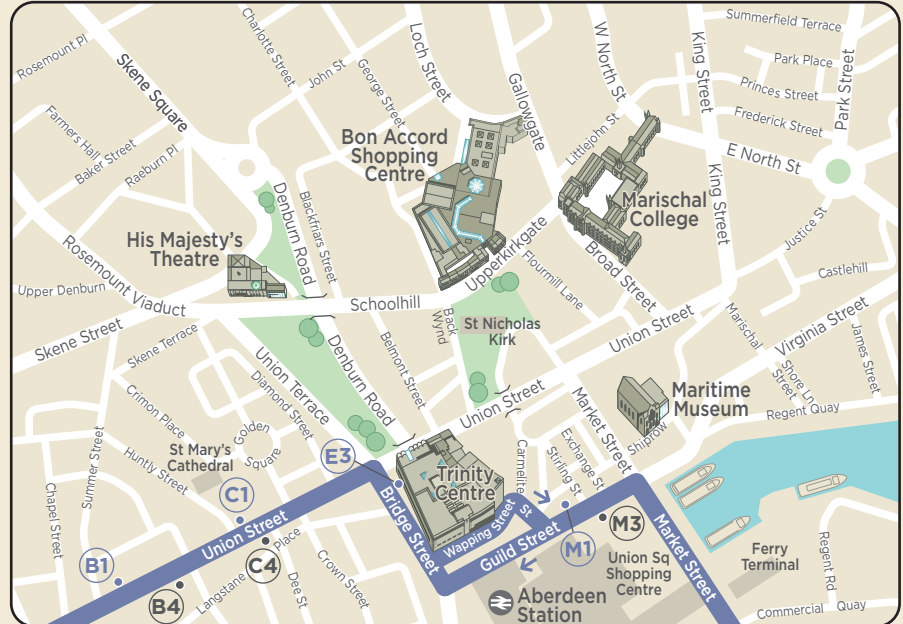 Rosemount Pl
Skene Square
Charlotte Street
John St
George Street
Loch Street
Gallowgate
W North St
King Street
Summerfield Terrace
Park Place
Princes Street
Frederick Street
Park Street
E North St
Littlejohn St
Farmers Hall
Baker Street
Raeburn Pl
Bon Accord
Shopping
Centre
Marischal
College
King Street
Justice St
Castlehill
Denburn Road
Blackfriars Street
His Majesty's
Theatre
Upperkirkgate
Flourmill Lane
Broad Street
Rosemount Viaduct
Upper Denburn
Skene Street
Schoolhill
Back
Wynd
St Nicholas
Kirk
Union Street
Marischal
Street
Virginia Street
James Street
Shore Ln
Regent Quay
Skene Terrace
Union Terrace
Denburn Road
Belmont Street
Diamond Street
Union Street
Market Street
Maritime
Museum
Shiprow
Crimon Place
Huntly Street
St Mary's
Cathedral
Golden
Square
Summer Street
Chapel Street
E3
Trinity
Centre
Carmelite
St
Exchange St
Stirling St
C1
Union Street
Bridge Street
Wapping Street
Guild Street
M1
M3
Market Street
Union Sq
Shopping
Centre
Ferry
Terminal
Regent Rd
Commercial Quay
B1
B4
C4
Langstane Place
Dee St
Crown Street
Aberdeen
Station